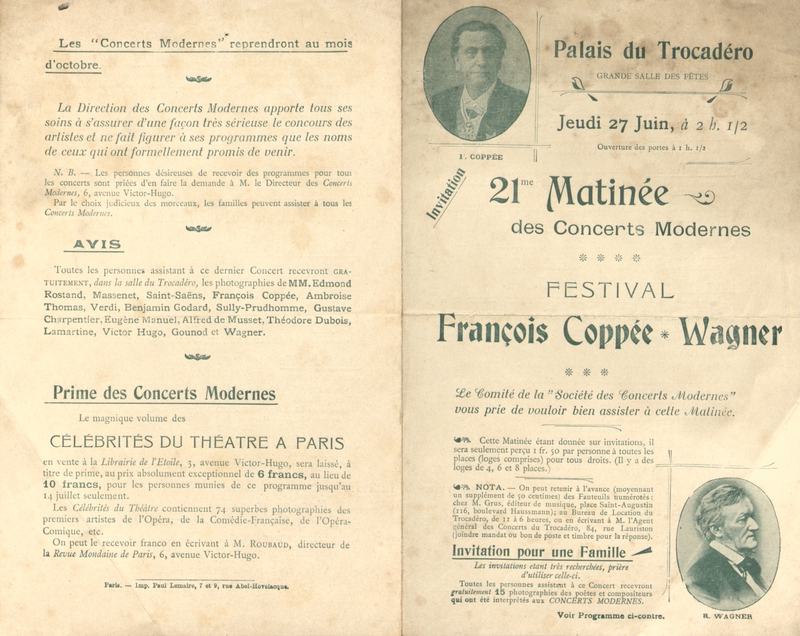 Les "Concerts Modernes" reprendront au mois
d'octobre.
La Direction des Concerts Modernes apporte tous ses
soins à s'assurer d'une façon très sérieuse le concours des
artistes et ne fait figurer à ses programmes que les noms
de ceux qui ont formellement promis de venir.
N. B. — Les personnes désireuses de recevoir des programmes pour tous
les concerts sont priées d'en faire la demande à M. le Directeur des Concerts
Modernes, 6, avenue Victor-Hugo.
Par le choix judicieux des morceaux, les familles peuvent assister à tous les
Concerts Modernes.
AVIS
Toutes les personnes assistant à ce dernier Concert recevront GRA-
TUITEMENT, dans la salle du Trocadéro, les photographies de MM. Edmond
Rostand, Massenet, Saint-Saëns, François Coppée, Ambroise
Thomas, Verdi, Benjamin Godard, Sully-Prudhomme, Gustave
Charpentier, Eugène Manuel, Alfred de Musset, Théodore Dubois,
Lamartine, Victor Hugo, Gounod et Wagner.
Prime des Concerts Modernes
Le magnique volume des
CÉLÉBRITÉS DU THÉATRE A PARIS
en vente à la Librairie de l'Etoile, 3, avenue Victor-Hugo, sera laissé, à
titre de prime, au prix absolument exceptionnel de 6 francs, au lieu de
10 francs, pour les personnes munies de ce programme jusqu'au
14 juillet seulement.
Les Célébrités du Théâtre contiennent 74 superbes photographies des
premiers artistes de l'Opéra, de la Comédie-Française, de l'Opéra-
Comique, etc.
On peut le recevoir franco en écrivant à M. ROUBAUD, directeur de
la Revue Mondaine de Paris, 6, avenue Victor-Hugo.
Paris. — Imp. Paul Lemaire, 7 et 9, rue Abel-Hovelacque.
F. COPPÉE
Palais du Trocadéro
GRANDE SALLE DES FÊTES
Jeudi 27 Juin, à 2 h. 1/2
Ouverture des portes à 1 h. 1/2
Invitation
21me Matinée
des Concerts Modernes
FESTIVAL
François Coppée * Wagner
Le Comité de la "Société des Concerts Modernes"
vous prie de vouloir bien assister à cette Matinée.
Cette Matinée étant donnée sur invitations, il
sera seulement perçu 1 fr. 50 par personne à toutes les
places (loges comprises) pour tous droits. (Il y a des
loges de 4, 6 et 8 places.)
NOTA. — On peut retenir à l'avance (moyennant
un supplément de 50 centimes) des Fauteuils numérotés :
chez M. Grus, éditeur de musique, place Saint-Augustin
(116, boulevard Haussmann); au Bureau de Location du
Trocadéro, de 11 à 6 heures, ou en écrivant à M. l'Agent
général des Concerts du Trocadéro, 84, rue Lauriston
(joindre mandat ou bon de poste et timbre pour la réponse).
Invitation pour une Famille
Les invitations étant très recherchées, prière
d'utiliser celle-ci.
Toutes les personnes assistant à ce Concert recevront
gratuitement 15 photographies des poètes et compositeurs
qui ont été interprétés aux CONCERTS MODERNES.
Voir Programme ci-contre.
R. WAGNER